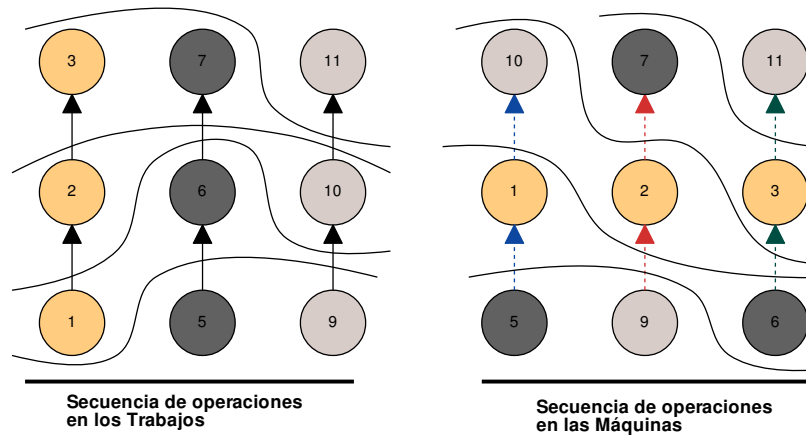 3 7 11
2 6 10
1 5 9
Secuencia de operaciones
en los Trabajos
10 7 11
1 2 3
5 9 6
Secuencia de operaciones
en las Máquinas